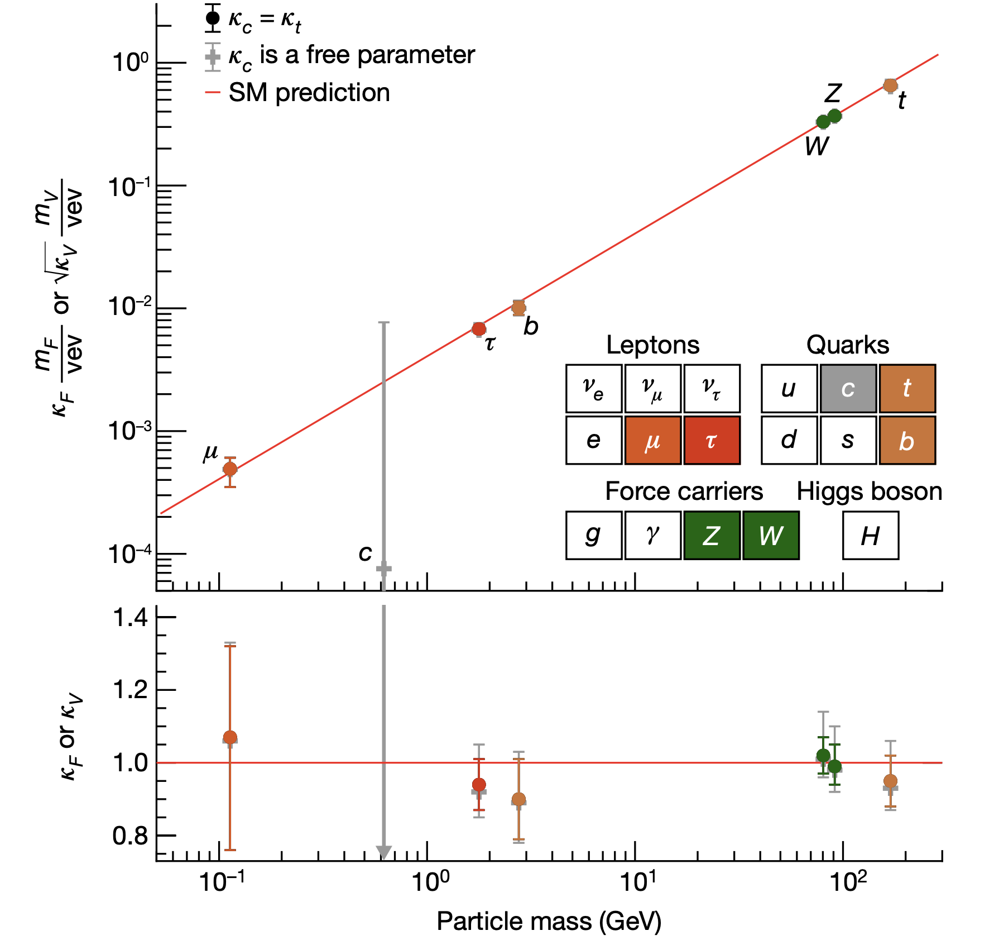 κc = κt
κc is a free parameter
SM prediction
10⁰
10⁻¹
10⁻²
10⁻³
10⁻⁴
κF mF/vev or √κV mV/vev
Z
t
W
b
τ
μ
c
Leptons
νe νμ ντ
e μ τ
Quarks
u c t
d s b
Force carriers
g γ Z W
Higgs boson
H
1.4
1.2
1.0
0.8
κF or κV
10⁻¹ 10⁰ 10¹ 10²
Particle mass (GeV)